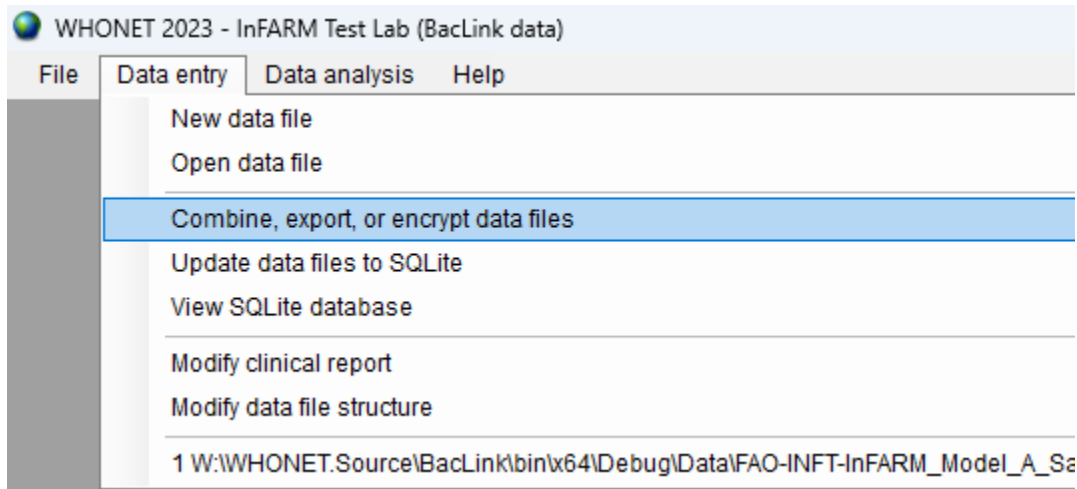 WHONET 2023 - InFARM Test Lab (BacLink data)
File Data entry Data analysis Help
New data file
Open data file
Combine, export, or encrypt data files
Update data files to SQLite
View SQLite database
Modify clinical report
Modify data file structure
1 W:\WHONET.Source\BacLink\bin\x64\Debug\Data\FAO-INFT-InFARM_Model_A_Sa